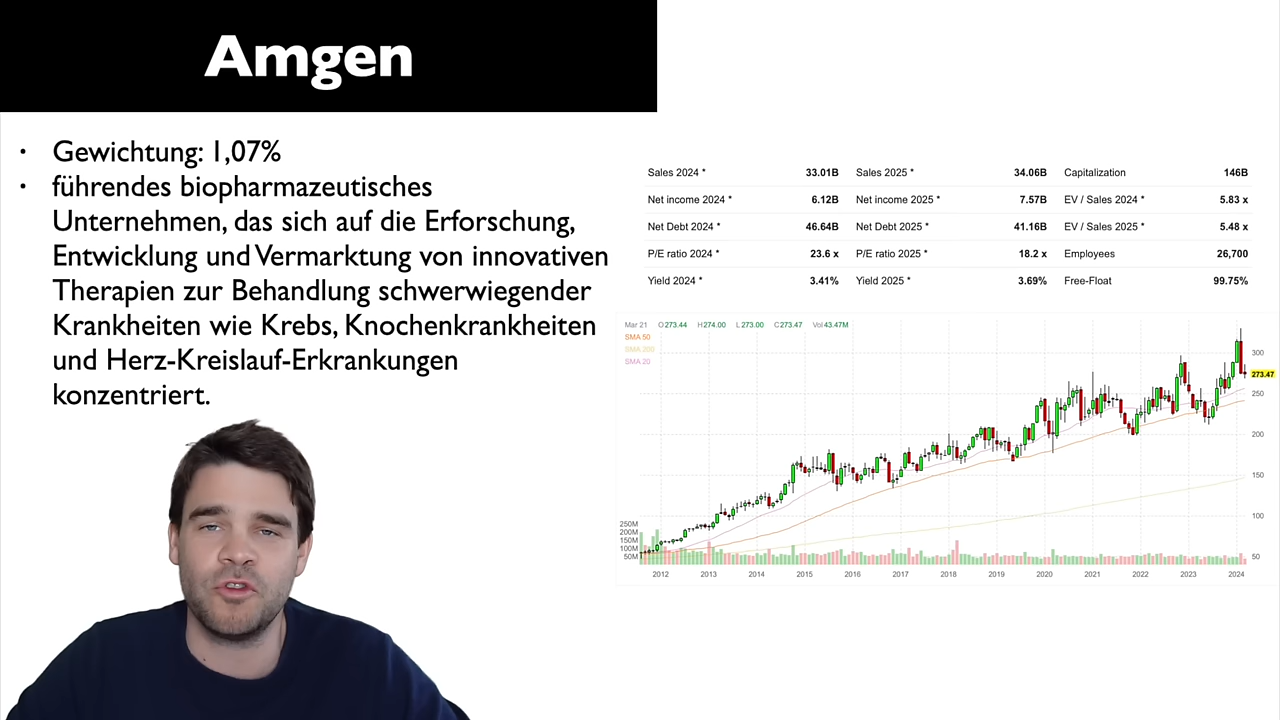 Amgen
• Gewichtung: 1,07%
• führendes biopharmazeutisches
Unternehmen, das sich auf die Erforschung,
Entwicklung und Vermarktung von innovativen
Therapien zur Behandlung schwerwiegender
Krankheiten wie Krebs, Knochenkrankheiten
und Herz-Kreislauf-Erkrankungen
konzentriert.
Sales 2024 * 33.01B Sales 2025 * 34.06B Capitalization 146B
Net income 2024 * 6.12B Net income 2025 * 7.57B EV / Sales 2024 * 5.83 x
Net Debt 2024 * 46.64B Net Debt 2025 * 41.16B EV / Sales 2025 * 5.48 x
P/E ratio 2024 * 23.6 x P/E ratio 2025 * 18.2 x Employees 26,700
Yield 2024 * 3.41% Yield 2025 * 3.69% Free-Float 99.75%
Mar 21 O273.44 H274.00 L273.00 C273.47 Vol43.47M
SMA 50
SMA 200
SMA 20
300
273.47
250
200
150
100
50
250M
200M
150M
100M
50M
2012 2013 2014 2015 2016 2017 2018 2019 2020 2021 2022 2023 2024